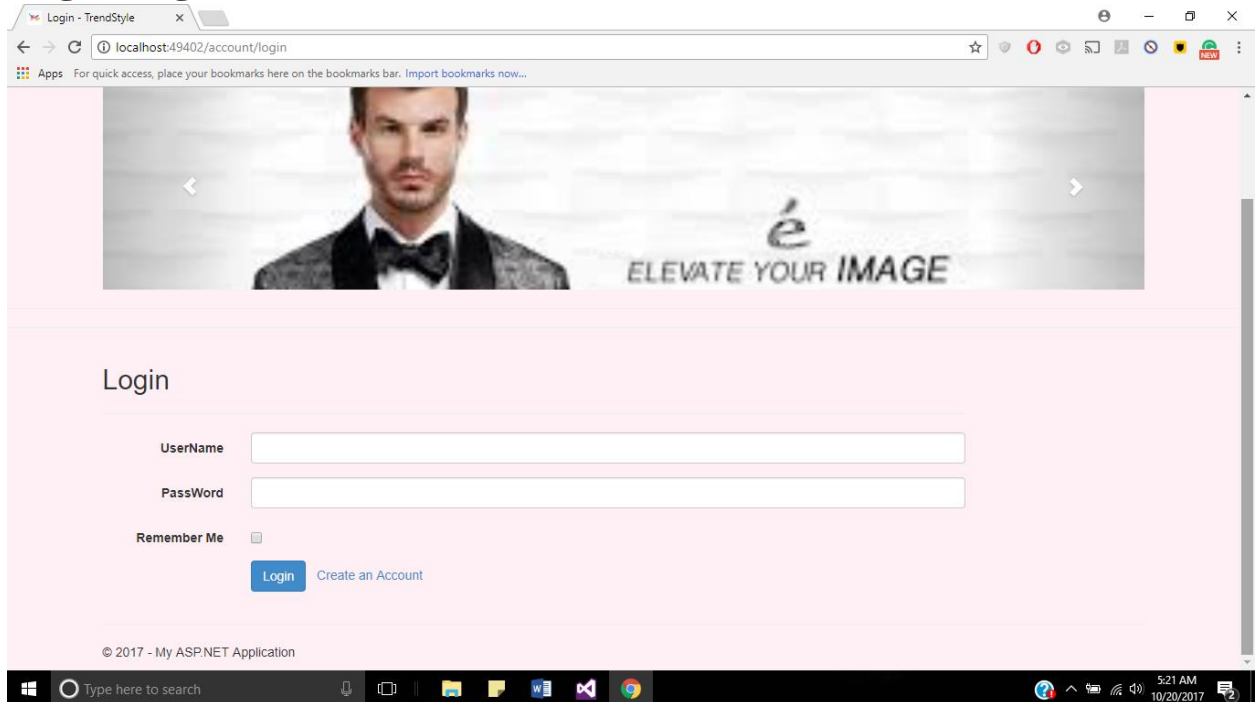 Login - TrendStyle
localhost:49402/account/login
NEW
Apps For quick access, place your bookmarks here on the bookmarks bar. Import bookmarks now...
é
ELEVATE YOUR IMAGE
Login
UserName
PassWord
Remember Me
Login Create an Account
© 2017 - My ASP.NET Application
Type here to search
5:21 AM
10/20/2017
2